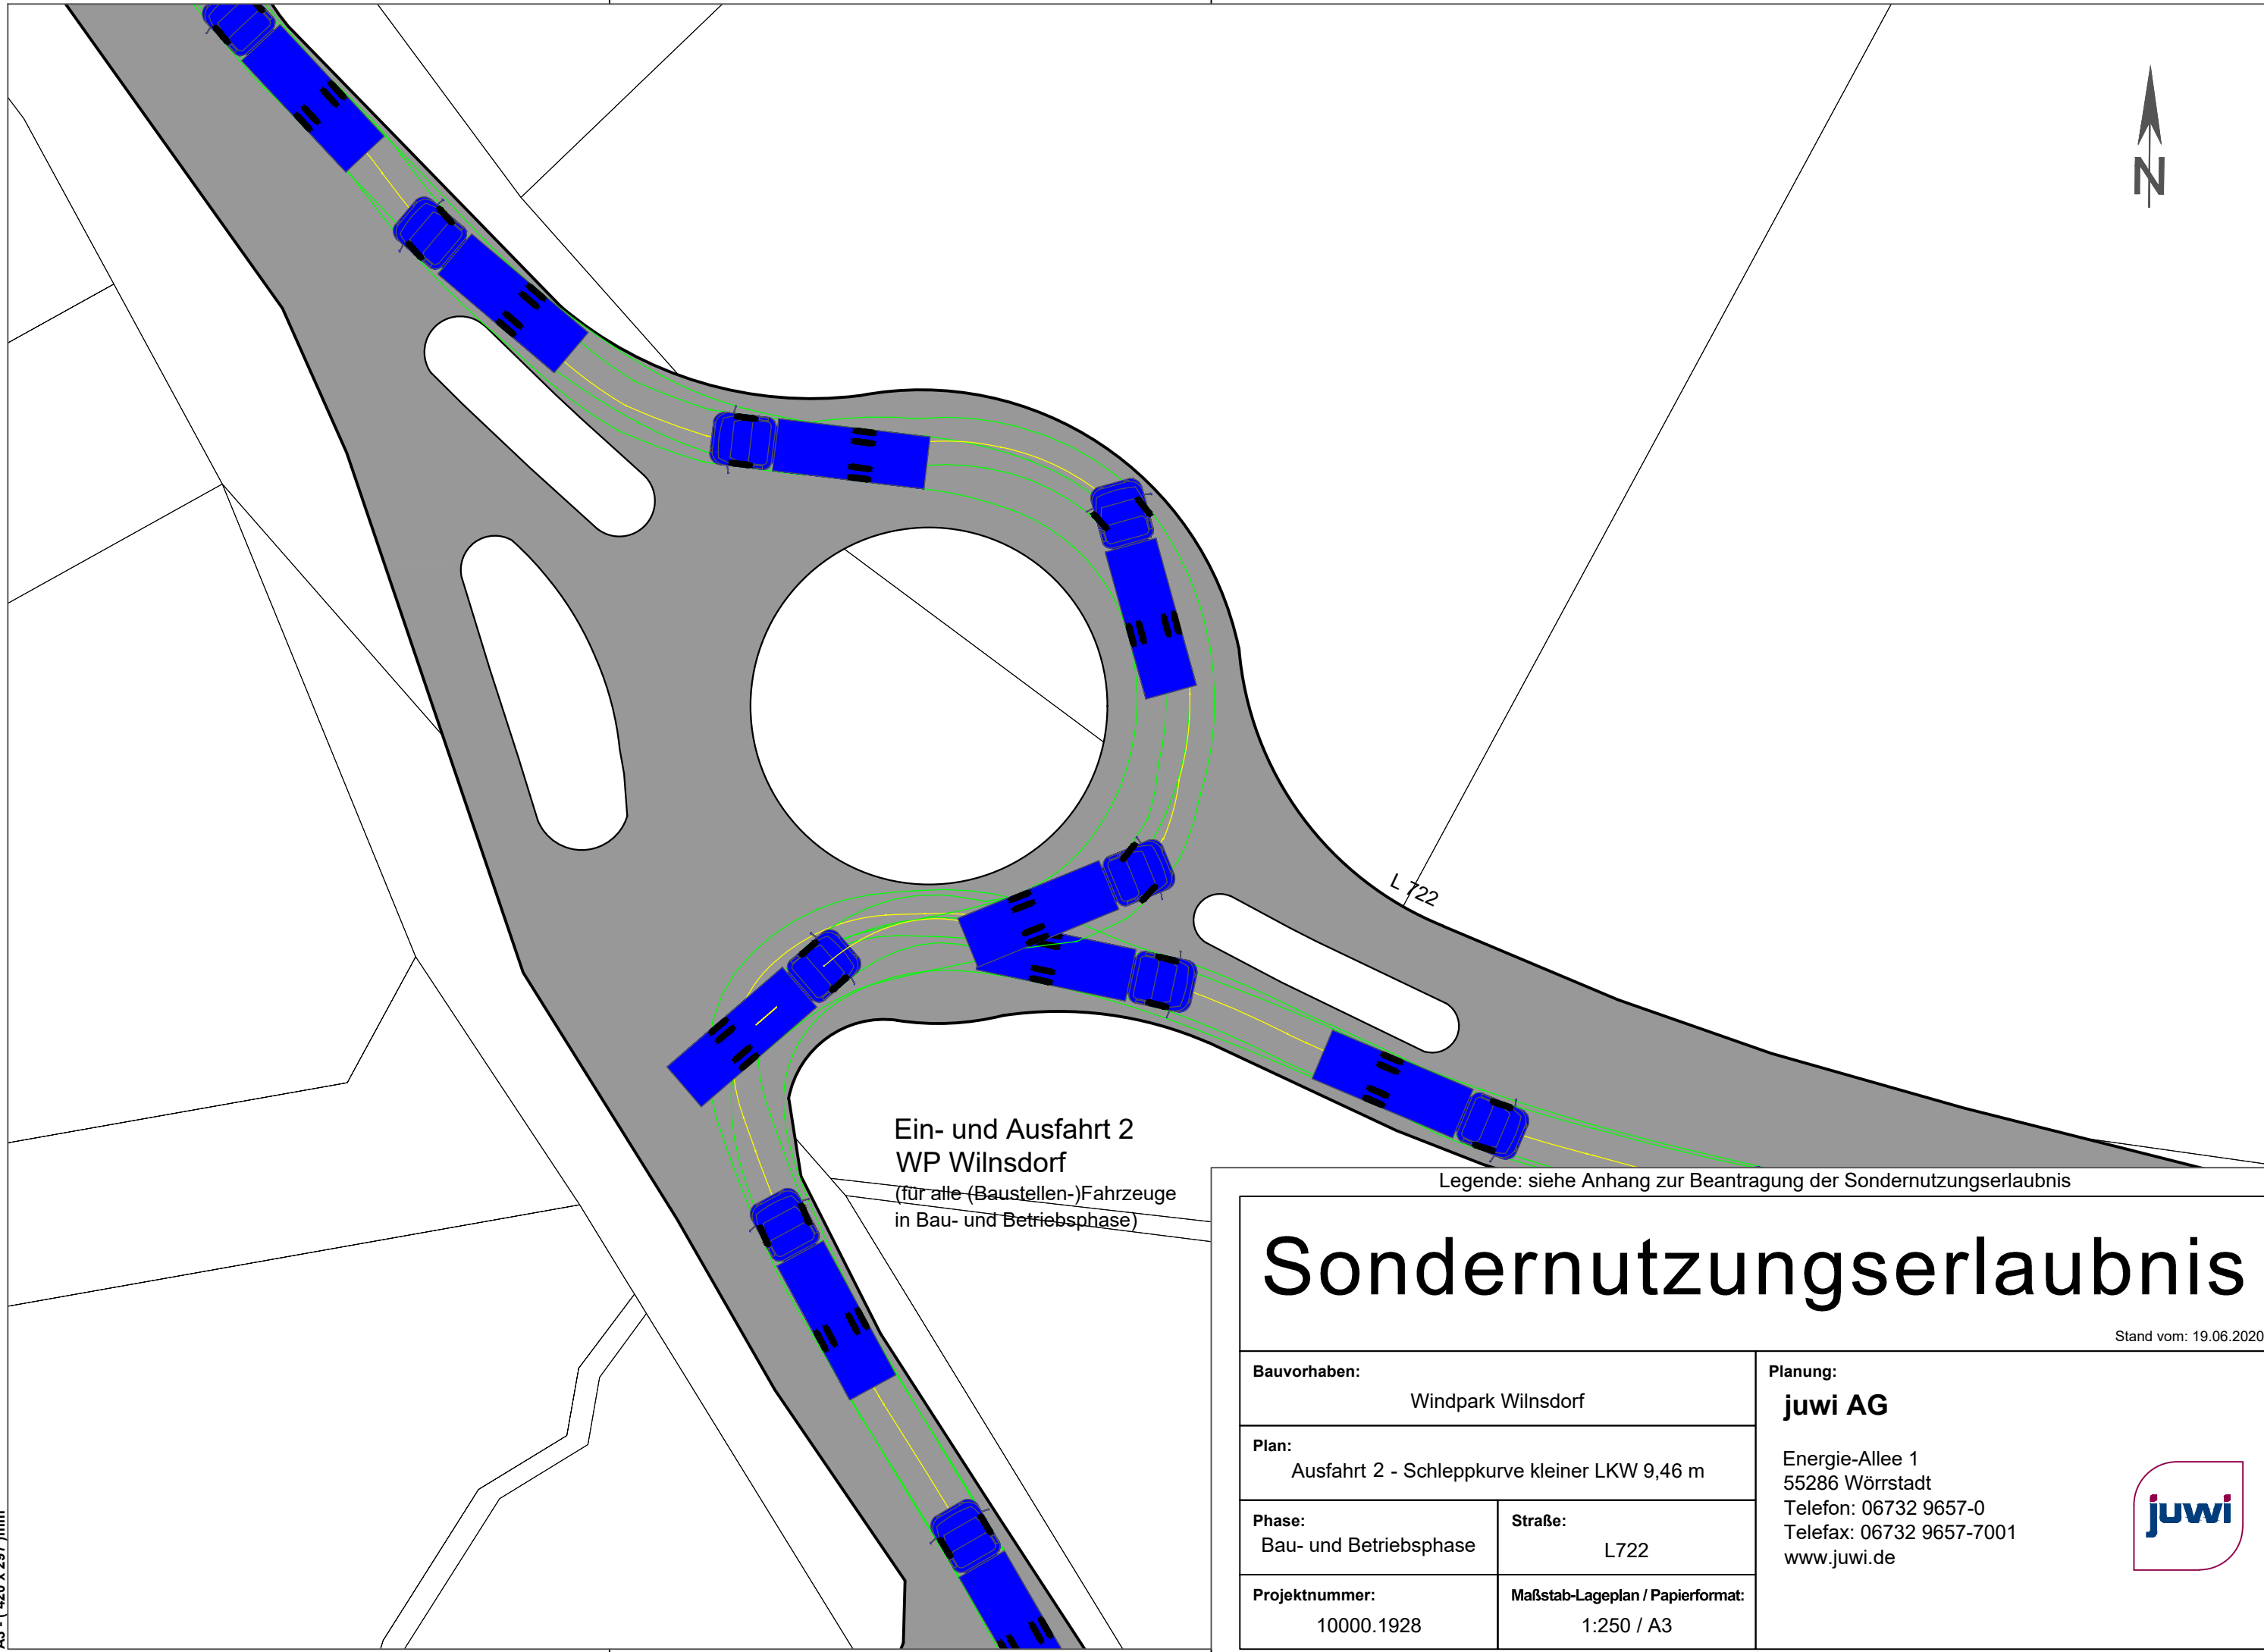 N
L 722
Ein- und Ausfahrt 2
WP Wilnsdorf
(für alle (Baustellen-)Fahrzeuge
in Bau- und Betriebsphase)
Legende: siehe Anhang zur Beantragung der Sondernutzungserlaubnis
Sondernutzungserlaubnis
Stand vom: 19.06.2020
Bauvorhaben:
Windpark Wilnsdorf
Plan:
Ausfahrt 2 - Schleppkurve kleiner LKW 9,46 m
Phase:
Bau- und Betriebsphase
Straße:
L722
Projektnummer:
10000.1928
Maßstab-Lageplan / Papierformat:
1:250 / A3
Planung:
juwi AG
Energie-Allee 1
55286 Wörrstadt
Telefon: 06732 9657-0
Telefax: 06732 9657-7001
www.juwi.de
juwi